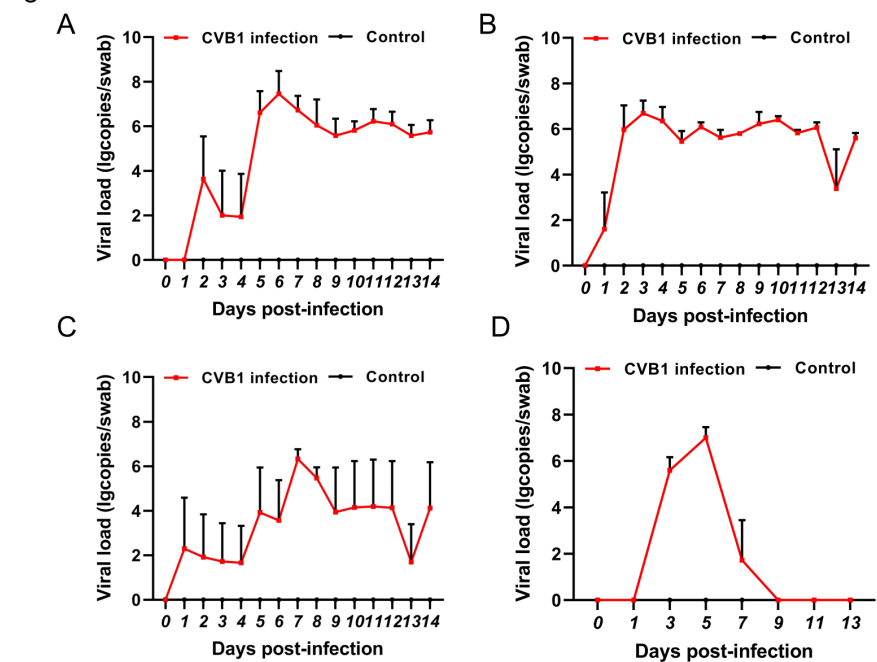 A
CVB1 infection Control
Viral load (lgcopies/swab)
10
8
6
4
2
0
0 1 2 3 4 5 6 7 8 9 10 11 12 13 14
Days post-infection
B
CVB1 infection Control
Viral load (lgcopies/swab)
10
8
6
4
2
0
0 1 2 3 4 5 6 7 8 9 10 11 12 13 14
Days post-infection
C
CVB1 infection Control
Viral load (lgcopies/swab)
10
8
6
4
2
0
0 1 2 3 4 5 6 7 8 9 10 11 12 13 14
Days post-infection
D
CVB1 infection Control
Viral load (lgcopies/swab)
10
8
6
4
2
0
0 1 3 5 7 9 11 13
Days post-infection